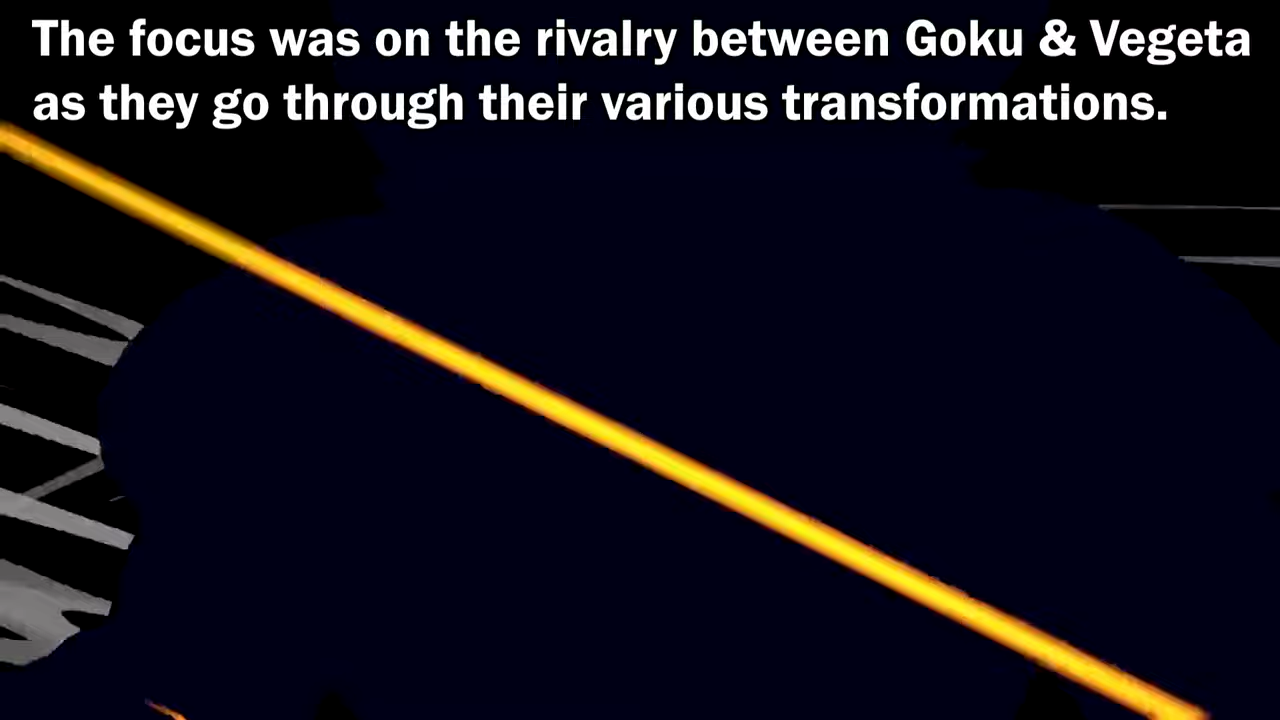 The focus was on the rivalry between Goku & Vegeta
as they go through their various transformations.